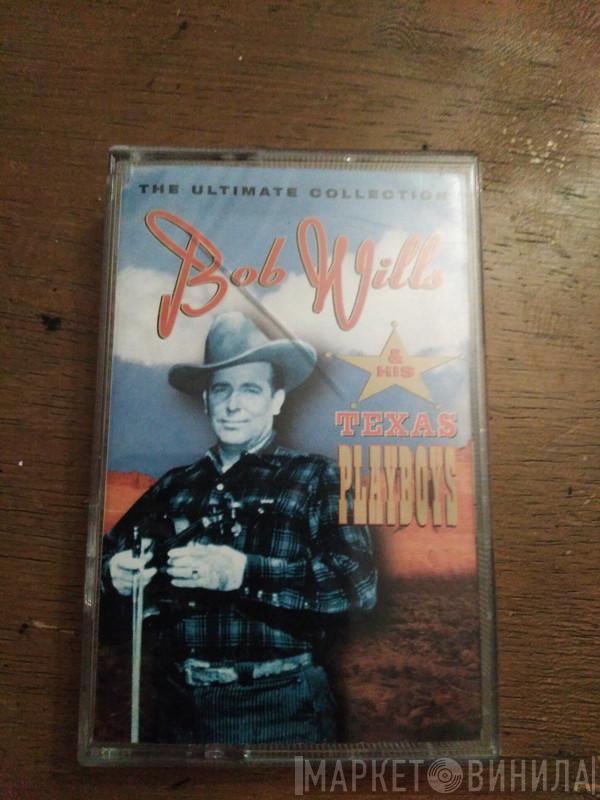 THE ULTIMATE COLLECTION
Bob Wills
& HIS
TEXAS
PLAYBOYS
МАРКЕТ ВИНИЛА